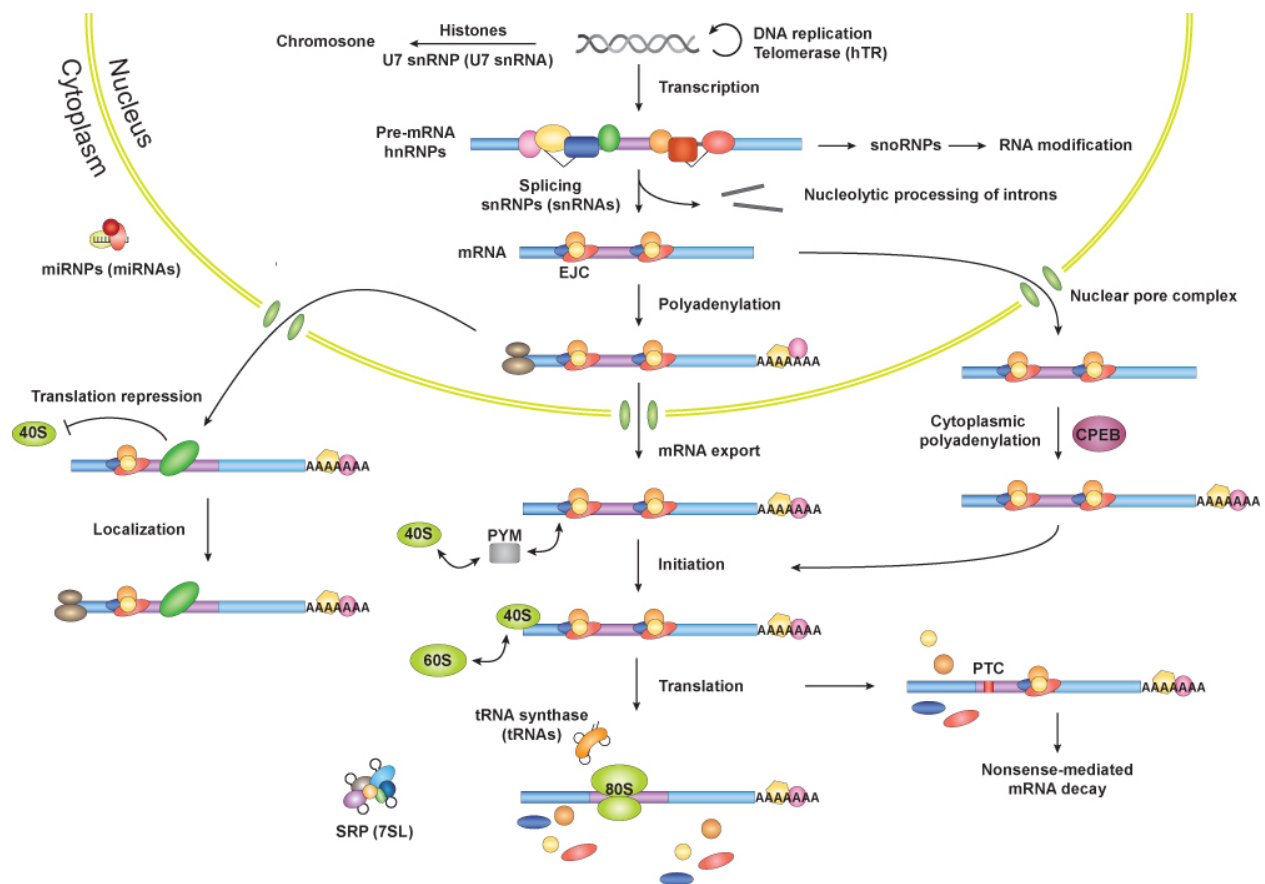 Chromosone
Histones
U7 snRNP (U7 snRNA)
DNA replication
Telomerase (hTR)
Nucleus
Cytoplasm
Transcription
Pre-mRNA
hnRNPs
snoRNPs
RNA modification
Splicing
snRNPs (snRNAs)
Nucleolytic processing of introns
miRNPs (miRNAs)
mRNA
EJC
Nuclear pore complex
Polyadenylation
AAAAAAA
Translation repression
40S
AAAAAAA
Cytoplasmic
polyadenylation
CPEB
mRNA export
AAAAAAA
AAAAAAA
Localization
40S
PYM
Initiation
AAAAAAA
40S
60S
AAAAAAA
Translation
PTC
AAAAAAA
tRNA synthase
(tRNAs)
80S
AAAAAAA
Nonsense-mediated
mRNA decay
SRP (7SL)